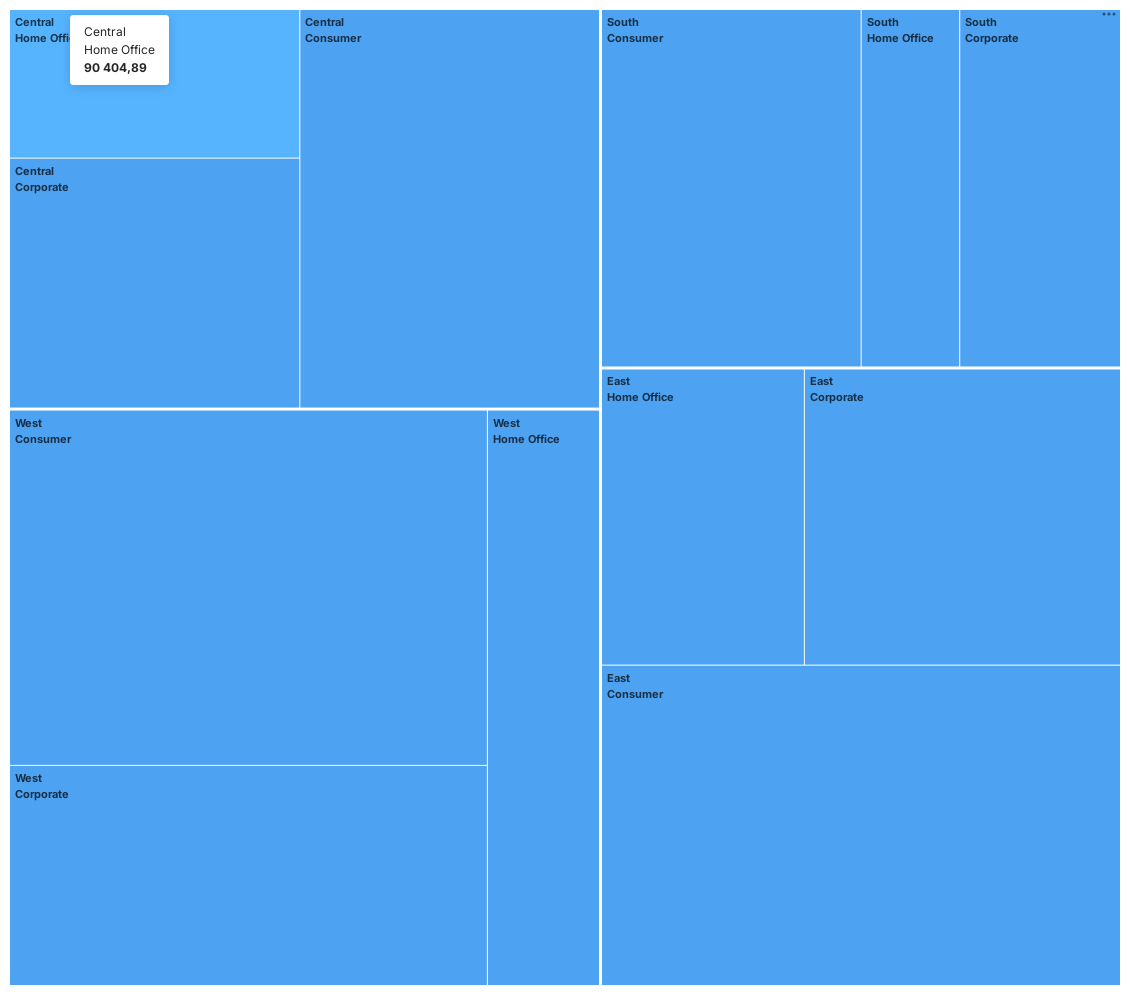 Central
Home Offi
Central
Home Office
90 404,89
Central
Consumer
South
Consumer
South
Home Office
South
Corporate
Central
Corporate
East
Home Office
East
Corporate
West
Consumer
West
Home Office
East
Consumer
West
Corporate